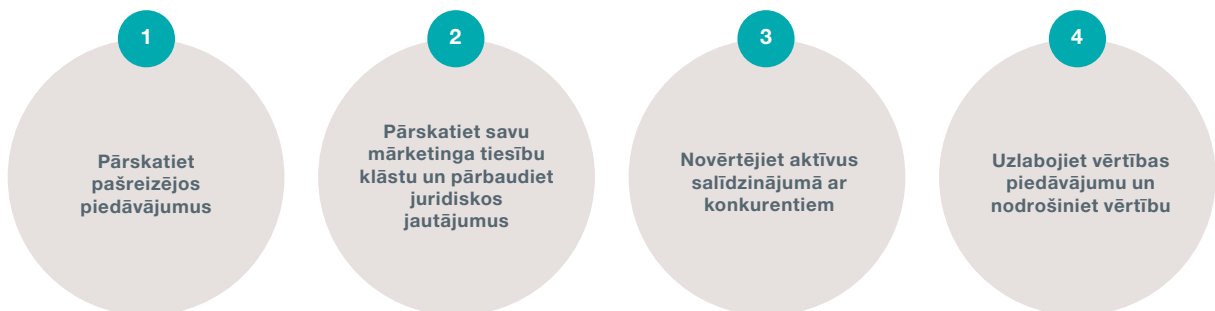 1
Pārskatiet
pašreizējos
piedāvājumus
2
Pārskatiet savu
mārketinga tiesību
klāstu un pārbaudiet
juridiskos
jautājumus
3
Novērtējiet aktīvus
salīdzinājumā ar
konkurentiem
4
Uzlabojiet vērtības
piedāvājumu un
nodrošiniet vērtību